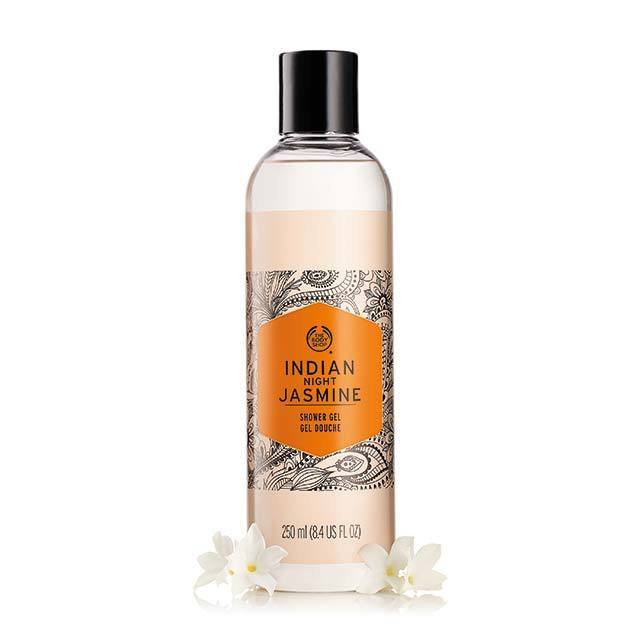 THE
BODY
SHOP
INDIAN
NIGHT
JASMINE
SHOWER GEL
GEL DOUCHE
250 ml (8.4 US FL OZ)